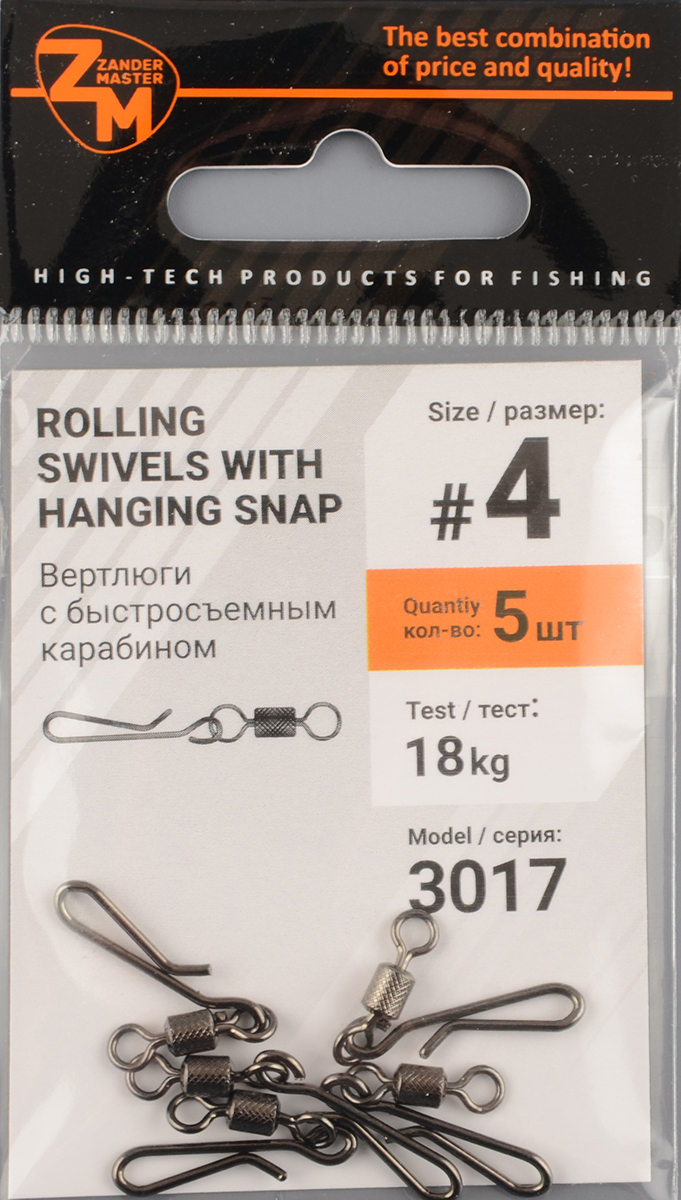 ZM
ZANDER
MASTER
The best combination
of price and quality!
HIGH-TECH PRODUCTS FOR FISHING
ROLLING
SWIVELS WITH
HANGING SNAP
Вертлюги
с быстросъемным
карабином
Size / размер:
#4
Quantiy
кол-во: 5 шт
Test / тест:
18kg
Model / серия:
3017